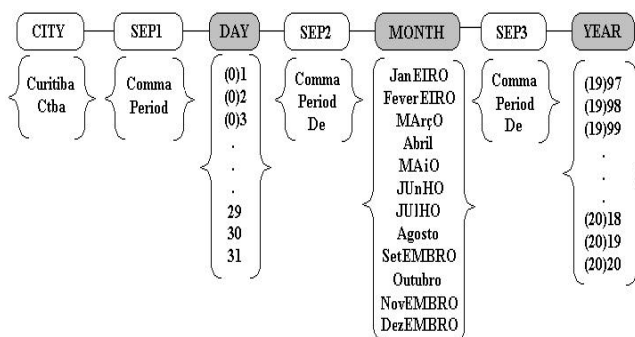 CITY SEP1 DAY SEP2 MONTH SEP3 YEAR
Curitiba
Ctba
Comma
Period
(0)1
(0)2
(0)3
.
.
.
29
30
31
Comma
Period
De
JanEIRO
FeverEIRO
MArçO
Abril
MAiO
JUnHO
JUlHO
Agosto
SetEMBRO
Outubro
NovEMBRO
DezEMBRO
Comma
Period
De
(19)97
(19)98
(19)99
.
.
.
(20)18
(20)19
(20)20